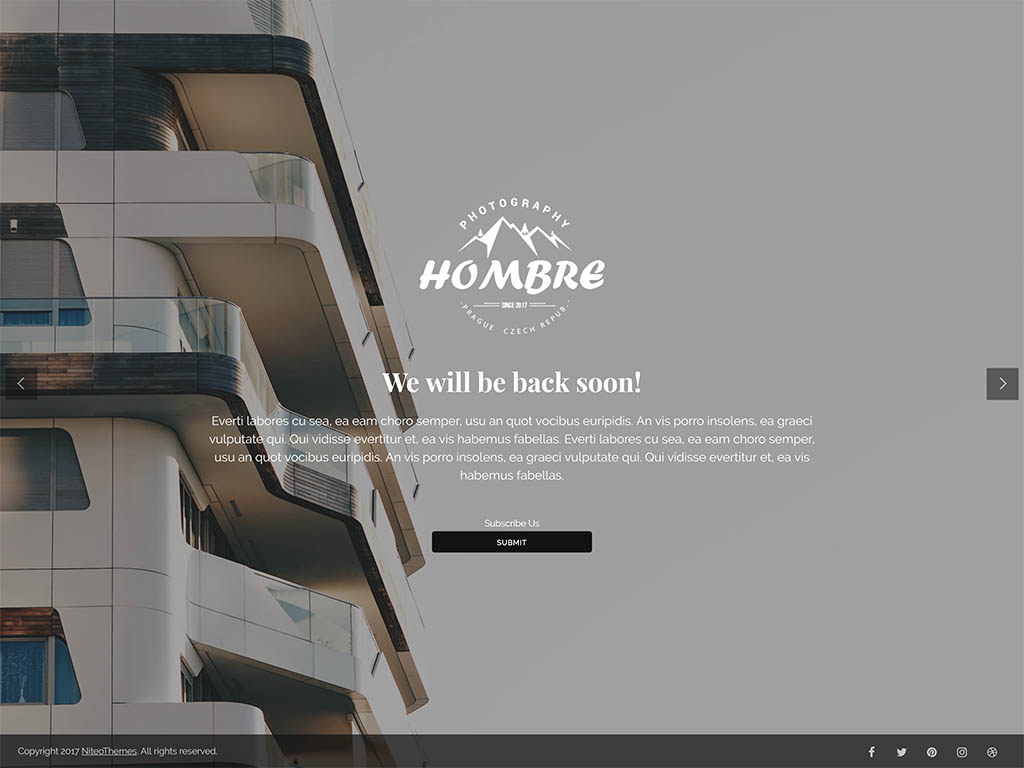 PHOTOGRAPHY
HOMBRE
SINCE 2017
PRAGUE CZECH REPUB.
We will be back soon!
Everti labores cu sea, ea eam choro semper, usu an quot vocibus euripidis. An vis porro insolens, ea graeci
vulputate qui. Qui vidisse evertitur et, ea vis habemus fabellas. Everti labores cu sea, ea eam choro semper,
usu an quot vocibus euripidis. An vis porro insolens, ea graeci vulputate qui. Qui vidisse evertitur et, ea vis
habemus fabellas.
Subscribe Us
SUBMIT
Copyright 2017 NiteoThemes. All rights reserved.